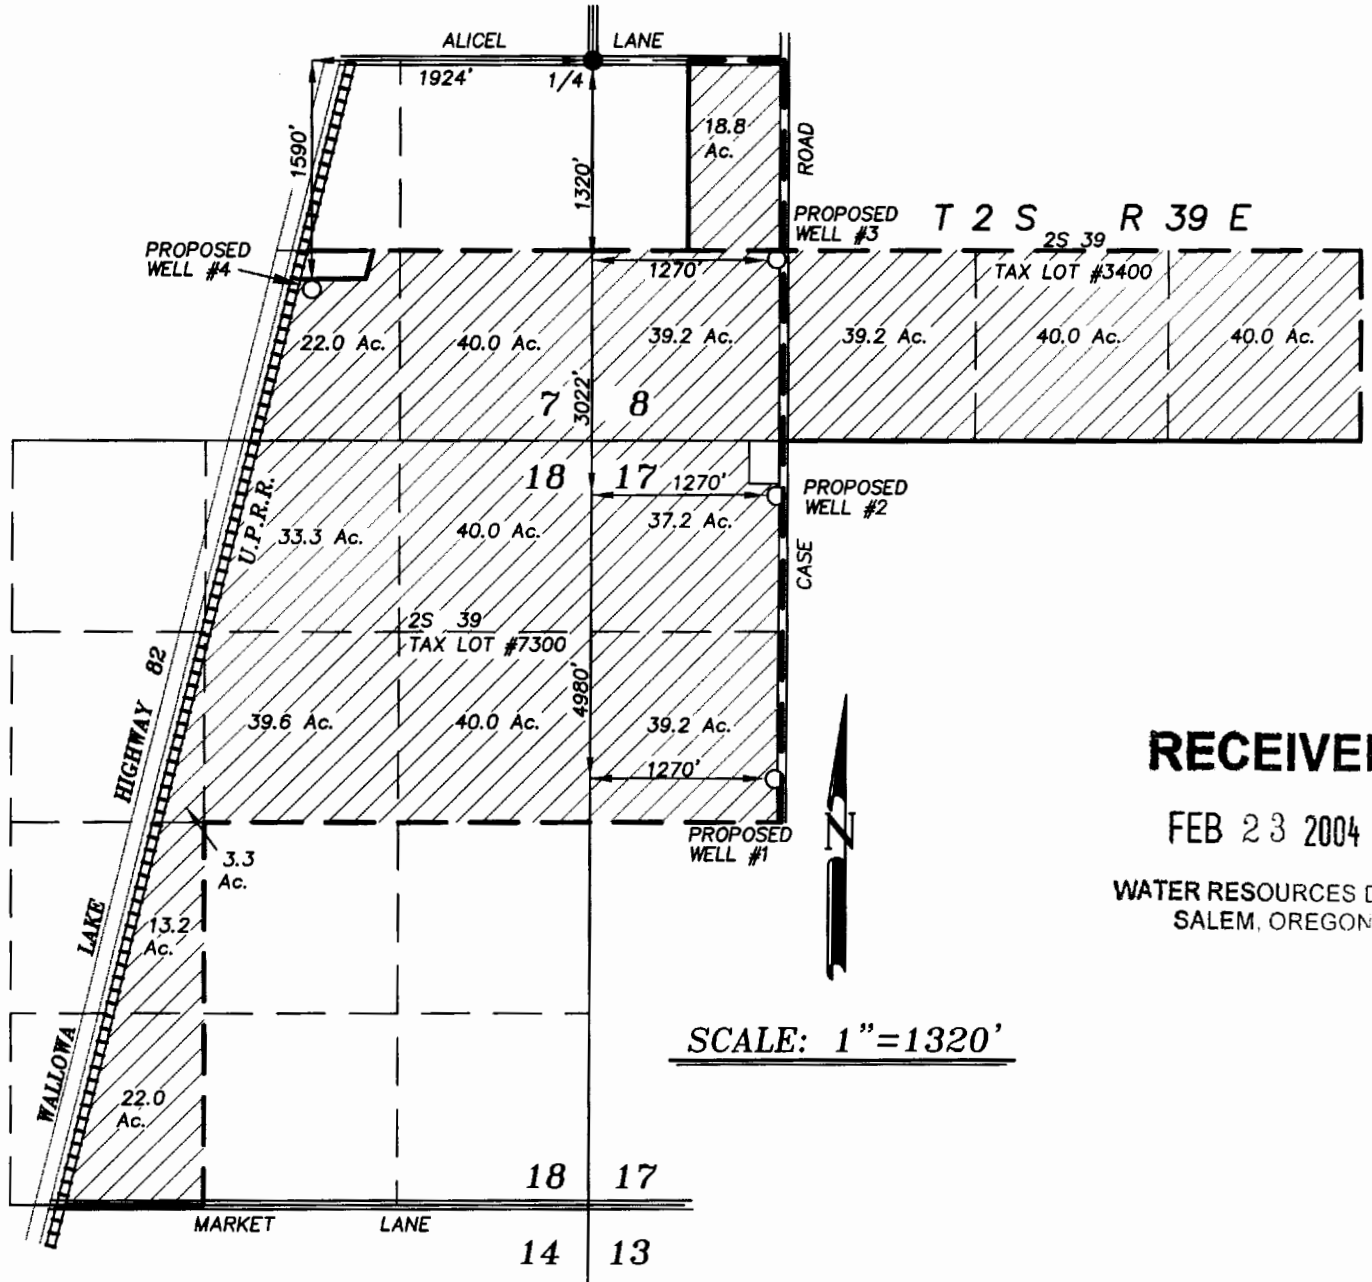 ALICEL LANE
1924' 1/4
1590'
1320'
18.8
Ac.
ROAD
PROPOSED
WELL #3
T 2 S R 39 E
2S 39
TAX LOT #3400
PROPOSED
WELL #4
1270'
22.0 Ac.
40.0 Ac.
39.2 Ac.
39.2 Ac.
40.0 Ac.
40.0 Ac.
3022'
7 8
18 17
1270'
PROPOSED
WELL #2
U.P.R.R.
33.3 Ac.
40.0 Ac.
37.2 Ac.
CASE
2S 39
TAX LOT #7300
4980'
39.6 Ac.
40.0 Ac.
39.2 Ac.
1270'
PROPOSED
WELL #1
WALLOWA LAKE HIGHWAY 82
3.3
Ac.
13.2
Ac.
22.0
Ac.
N
RECEIVE
FEB 23 2004
WATER RESOURCES D
SALEM, OREGON
SCALE: 1"=1320'
18 17
MARKET LANE
14 13